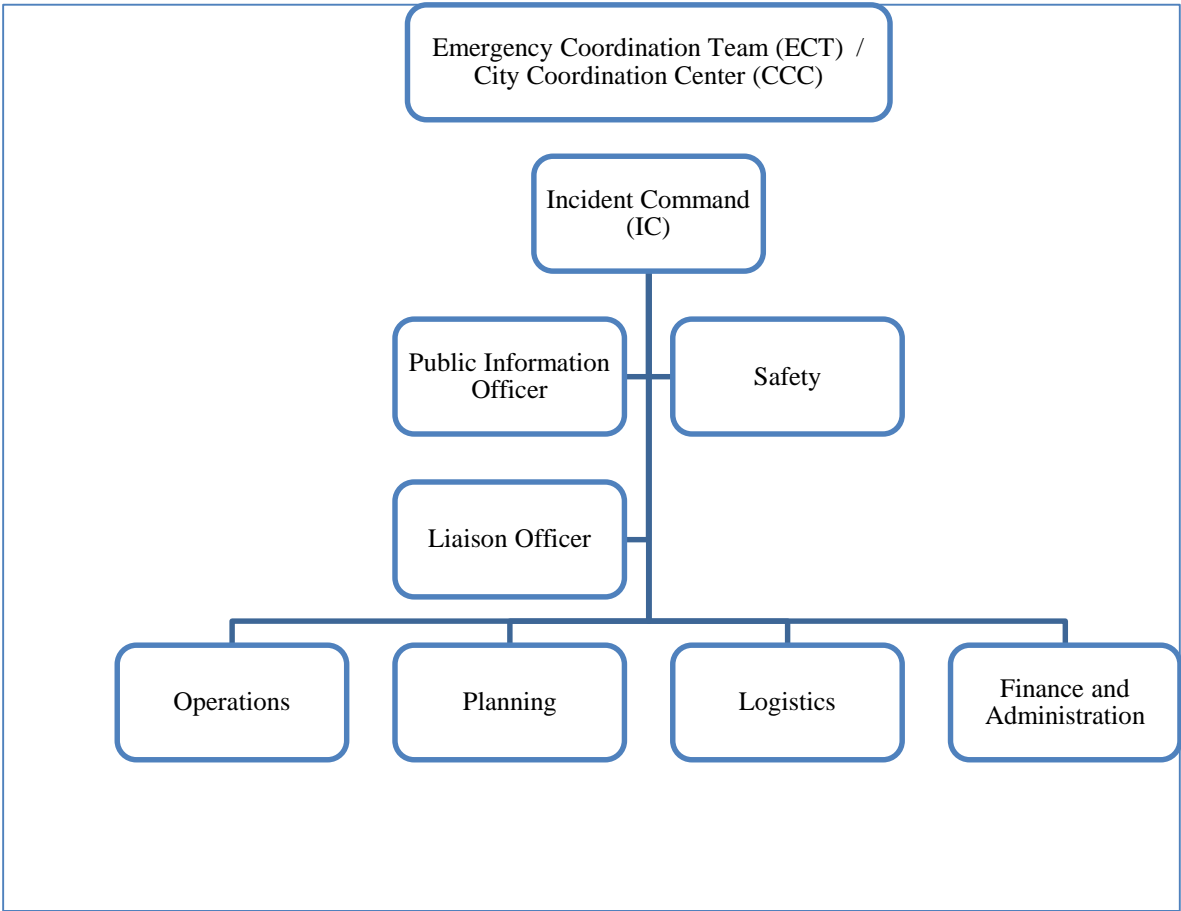 Emergency Coordination Team (ECT)  /
City Coordination Center (CCC)
Incident Command
(IC)
Public Information
Officer
Safety
Liaison Officer
Operations
Planning
Logistics
Finance and
Administration